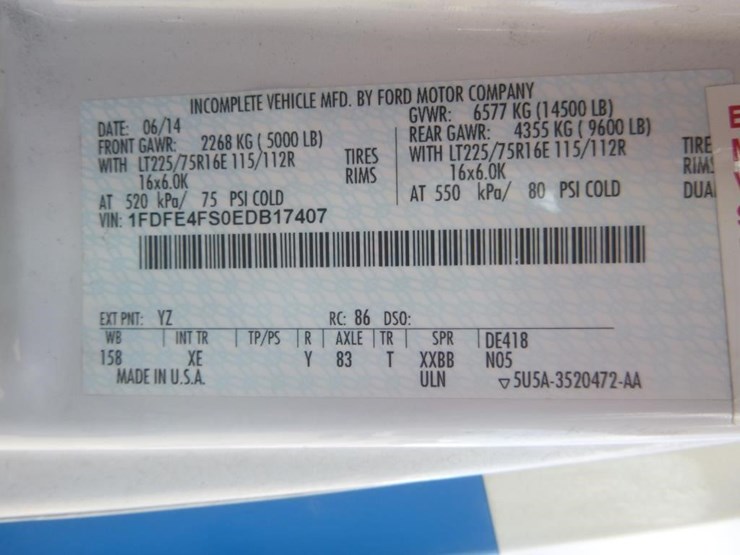 INCOMPLETE VEHICLE MFD. BY FORD MOTOR COMPANY
DATE: 06/14 GVWR: 6577 KG (14500 LB)
FRONT GAWR: 2268 KG ( 5000 LB) REAR GAWR: 4355 KG ( 9600 LB)
WITH LT225/75R16E 115/112R TIRES WITH LT225/75R16E 115/112R TIRE
16x6.0K RIMS 16x6.0K RIMS
AT 520 kPa/ 75 PSI COLD AT 550 kPa/ 80 PSI COLD DUA
VIN: 1FDFE4FS0EDB17407
EXT PNT: YZ RC: 86 DSO:
WB INT TR TP/PS R AXLE TR SPR DE418
158 XE Y 83 T XXBB N05
MADE IN U.S.A. ULN ▽5U5A-3520472-AA